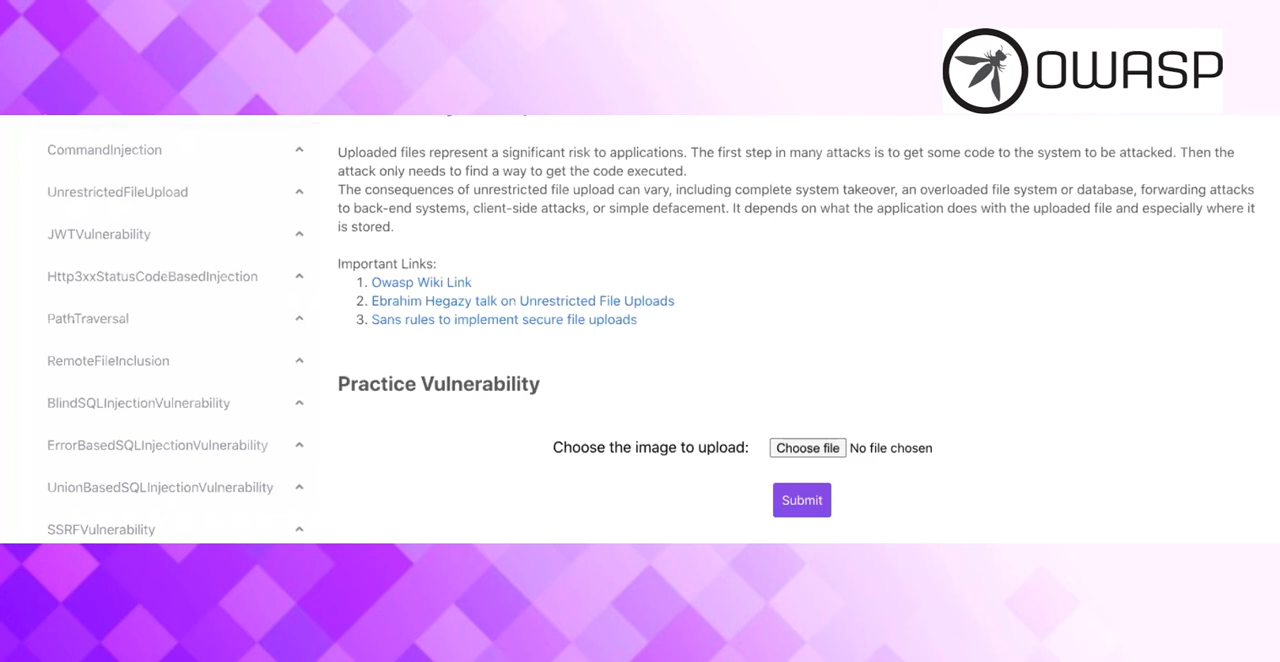 OWASP
CommandInjection
UnrestrictedFileUpload
JWTVulnerability
Http3xxStatusCodeBasedInjection
PathTraversal
RemoteFileInclusion
BlindSQLInjectionVulnerability
ErrorBasedSQLInjectionVulnerability
UnionBasedSQLInjectionVulnerability
SSRFVulnerability
Uploaded files represent a significant risk to applications. The first step in many attacks is to get some code to the system to be attacked. Then the
attack only needs to find a way to get the code executed.
The consequences of unrestricted file upload can vary, including complete system takeover, an overloaded file system or database, forwarding attacks
to back-end systems, client-side attacks, or simple defacement. It depends on what the application does with the uploaded file and especially where it
is stored.
Important Links:
1. Owasp Wiki Link
2. Ebrahim Hegazy talk on Unrestricted File Uploads
3. Sans rules to implement secure file uploads
Practice Vulnerability
Choose the image to upload: Choose file No file chosen
Submit